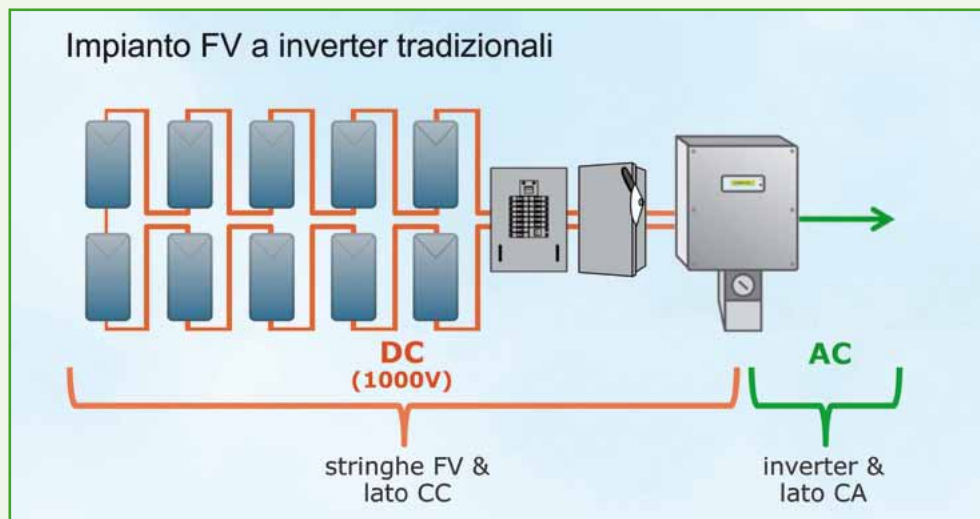 Impianto FV a inverter tradizionali
DC
(1000V)
AC
stringhe FV &
lato CC
inverter &
lato CA